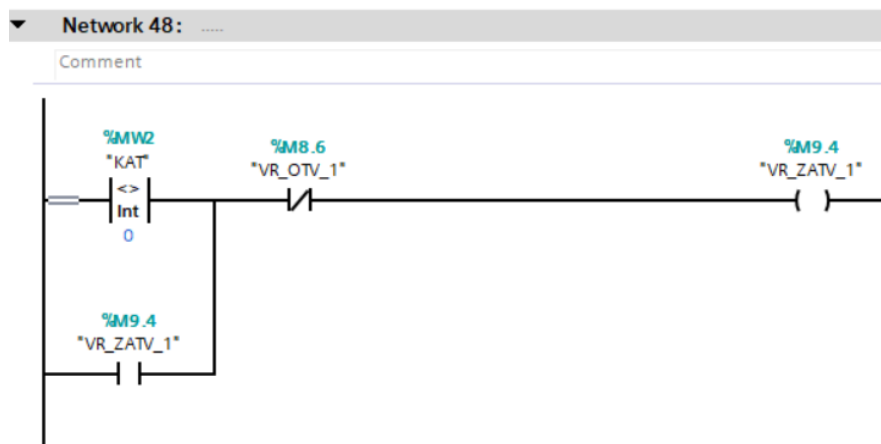 Network 48: .....
Comment
%MW2
"KAT"
<>
Int
0
%M8.6
"VR_OTV_1"
%M9.4
"VR_ZATV_1"
%M9.4
"VR_ZATV_1"